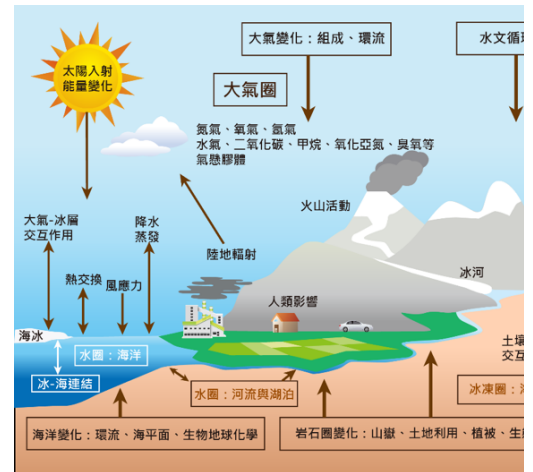 大氣變化：組成、環流
水文循環
太陽入射
能量變化
大氣圈
氮氣、氧氣、氬氣
水氣、二氧化碳、甲烷、氧化亞氮、臭氧等
氣懸膠體
火山活動
大氣-冰層
交互作用
降水
蒸發
陸地輻射
熱交換
風應力
冰河
人類影響
海冰
水圈：海洋
冰-海連結
土壤
交互
水圈：河流與湖泊
冰凍圈：
海洋變化：環流、海平面、生物地球化學
岩石圈變化：山嶽、土地利用、植被、生